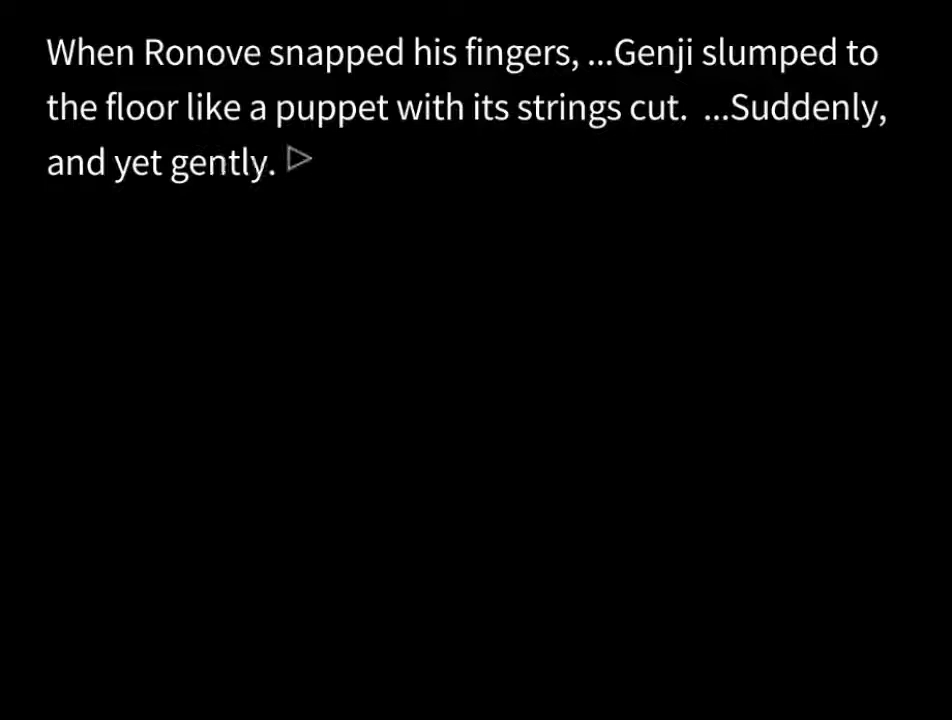 When Ronove snapped his fingers, ...Genji slumped to
the floor like a puppet with its strings cut.  ...Suddenly,
and yet gently.